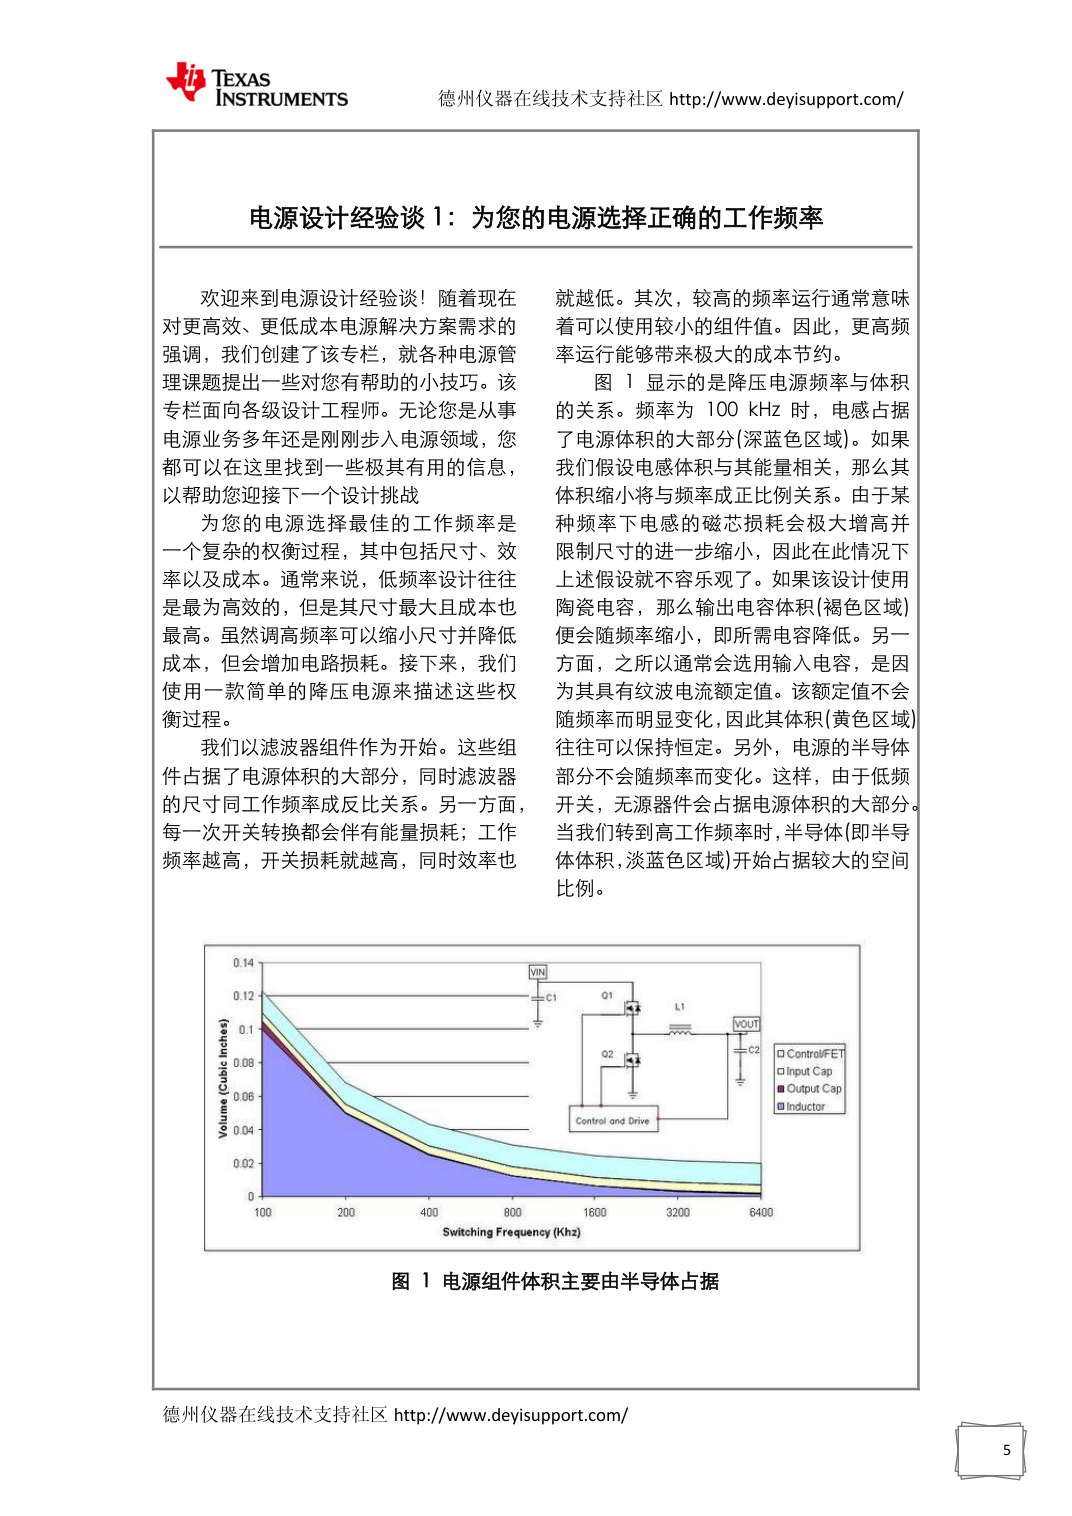 TEXAS
INSTRUMENTS
德州仪器在线技术支持社区 http://www.deyisupport.com/
电源设计经验谈 1：为您的电源选择正确的工作频率
欢迎来到电源设计经验谈！随着现在
对更高效、更低成本电源解决方案需求的
强调，我们创建了该专栏，就各种电源管
理课题提出一些对您有帮助的小技巧。该
专栏面向各级设计工程师。无论您是从事
电源业务多年还是刚刚步入电源领域，您
都可以在这里找到一些极其有用的信息，
以帮助您迎接下一个设计挑战
为您的电源选择最佳的工作频率是
一个复杂的权衡过程，其中包括尺寸、效
率以及成本。通常来说，低频率设计往往
是最为高效的，但是其尺寸最大且成本也
最高。虽然调高频率可以缩小尺寸并降低
成本，但会增加电路损耗。接下来，我们
使用一款简单的降压电源来描述这些权
衡过程。
我们以滤波器组件作为开始。这些组
件占据了电源体积的大部分，同时滤波器
的尺寸同工作频率成反比关系。另一方面，
每一次开关转换都会伴有能量损耗；工作
频率越高，开关损耗就越高，同时效率也
就越低。其次，较高的频率运行通常意味
着可以使用较小的组件值。因此，更高频
率运行能够带来极大的成本节约。
图 1 显示的是降压电源频率与体积
的关系。频率为 100 kHz 时，电感占据
了电源体积的大部分(深蓝色区域)。如果
我们假设电感体积与其能量相关，那么其
体积缩小将与频率成正比例关系。由于某
种频率下电感的磁芯损耗会极大增高并
限制尺寸的进一步缩小，因此在此情况下
上述假设就不容乐观了。如果该设计使用
陶瓷电容，那么输出电容体积(褐色区域)
便会随频率缩小，即所需电容降低。另一
方面，之所以通常会选用输入电容，是因
为其具有纹波电流额定值。该额定值不会
随频率而明显变化，因此其体积(黄色区域)
往往可以保持恒定。另外，电源的半导体
部分不会随频率而变化。这样，由于低频
开关，无源器件会占据电源体积的大部分。
当我们转到高工作频率时，半导体(即半导
体体积，淡蓝色区域)开始占据较大的空间
比例。
Volume (Cubic Inches)
0.14
0.12
0.1
0.08
0.06
0.04
0.02
0
100 200 400 800 1600 3200 6400
Switching Frequency (Khz)
VIN
C1
Q1
L1
VOUT
Q2
C2
Control and Drive
Control/FET
Input Cap
Output Cap
Inductor
图 1 电源组件体积主要由半导体占据
德州仪器在线技术支持社区 http://www.deyisupport.com/
5